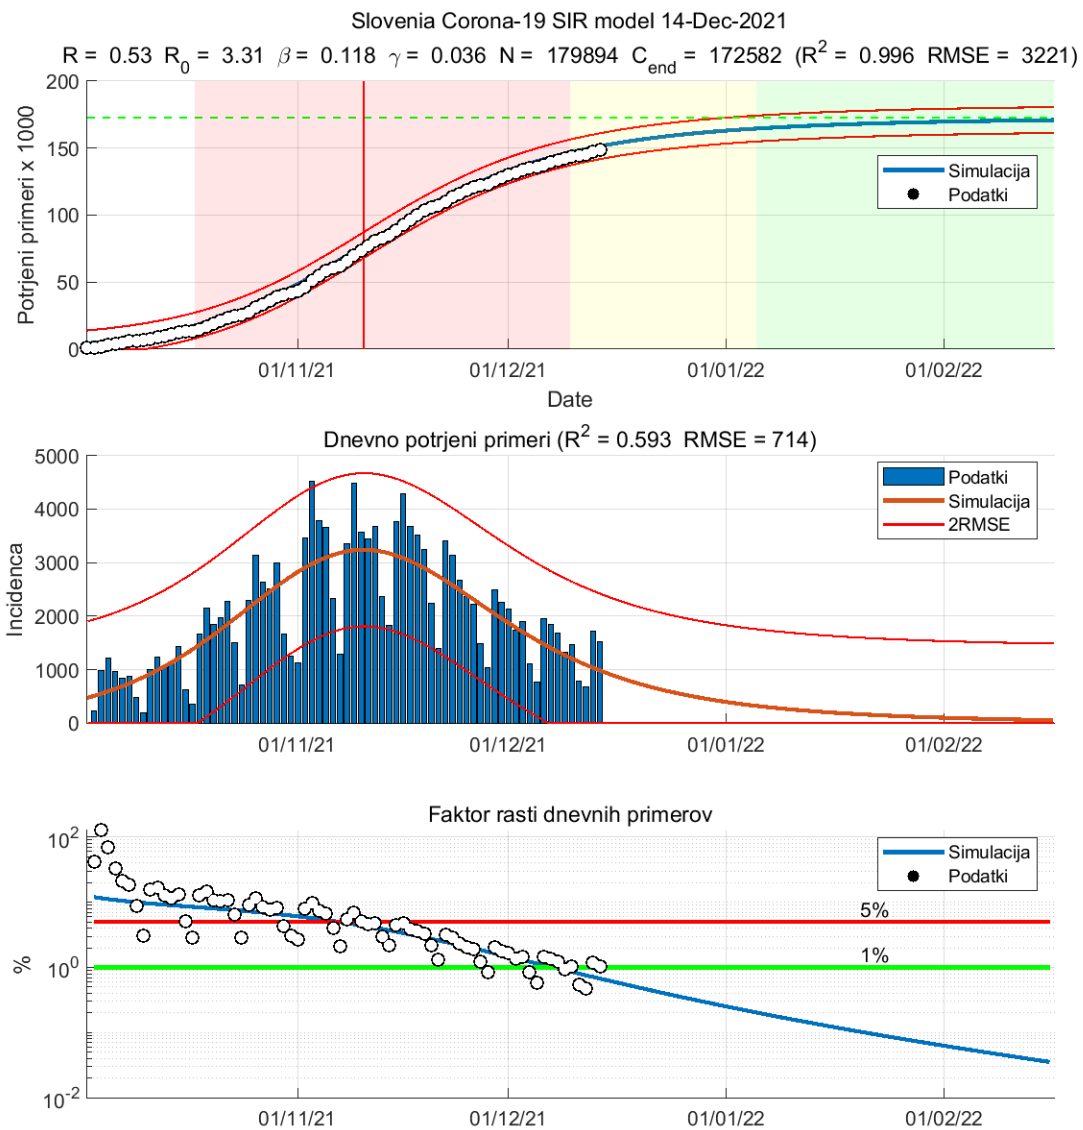 Slovenia Corona-19 SIR model 14-Dec-2021
R = 0.53 R0 = 3.31 β = 0.118 γ = 0.036 N = 179894 Cend = 172582 (R2 = 0.996 RMSE = 3221)
200
150
100
50
0
Potrjeni primeri x 1000
Simulacija
Podatki
01/11/21 01/12/21 01/01/22 01/02/22
Date
Dnevno potrjeni primeri (R2 = 0.593 RMSE = 714)
5000
4000
3000
2000
1000
0
Incidenca
Podatki
Simulacija
2RMSE
01/11/21 01/12/21 01/01/22 01/02/22
Faktor rasti dnevnih primerov
102
100
10-2
%
Simulacija
Podatki
5%
1%
01/11/21 01/12/21 01/01/22 01/02/22